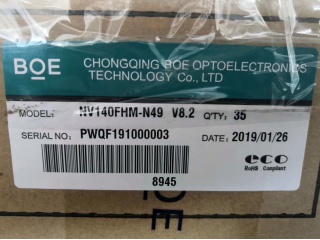 BOE
CHONGQING BOE OPTOELECTRONICS
TECHNOLOGY Co., LTD
MODEL: NV140FHM-N49 V8.2 Q'TY: 35
SERIAL NO: PWQF191000003 DATE: 2019/01/26
eco
RoHS Compliant
8945